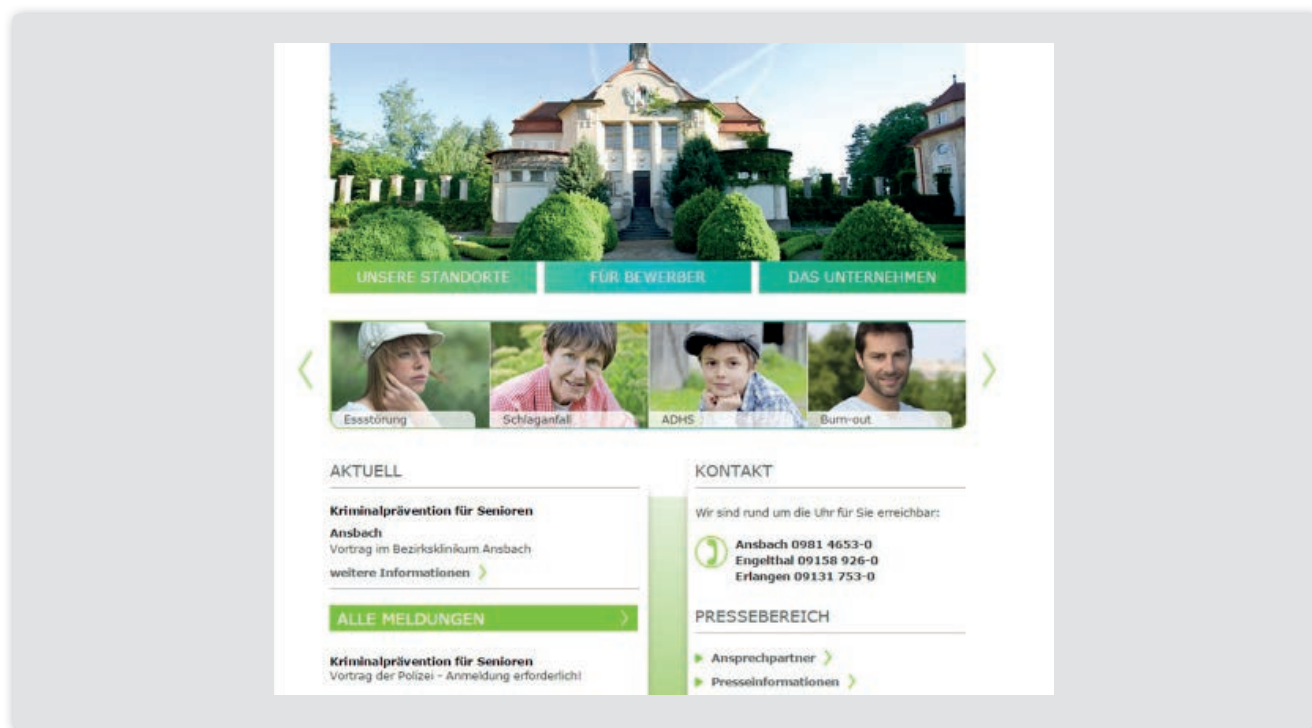 UNSERE STANDORTE
FÜR BEWERBER
DAS UNTERNEHMEN
Essstörung
Schlaganfall
ADHS
Burn-out
AKTUELL
Kriminalprävention für Senioren
Ansbach
Vortrag im Bezirksklinikum Ansbach
weitere Informationen
ALLE MELDUNGEN
Kriminalprävention für Senioren
Vortrag der Polizei - Anmeldung erforderlich!
KONTAKT
Wir sind rund um die Uhr für Sie erreichbar:
Ansbach 0981 4653-0
Engelthal 09158 926-0
Erlangen 09131 753-0
PRESSEBEREICH
Ansprechpartner
Presseinformationen